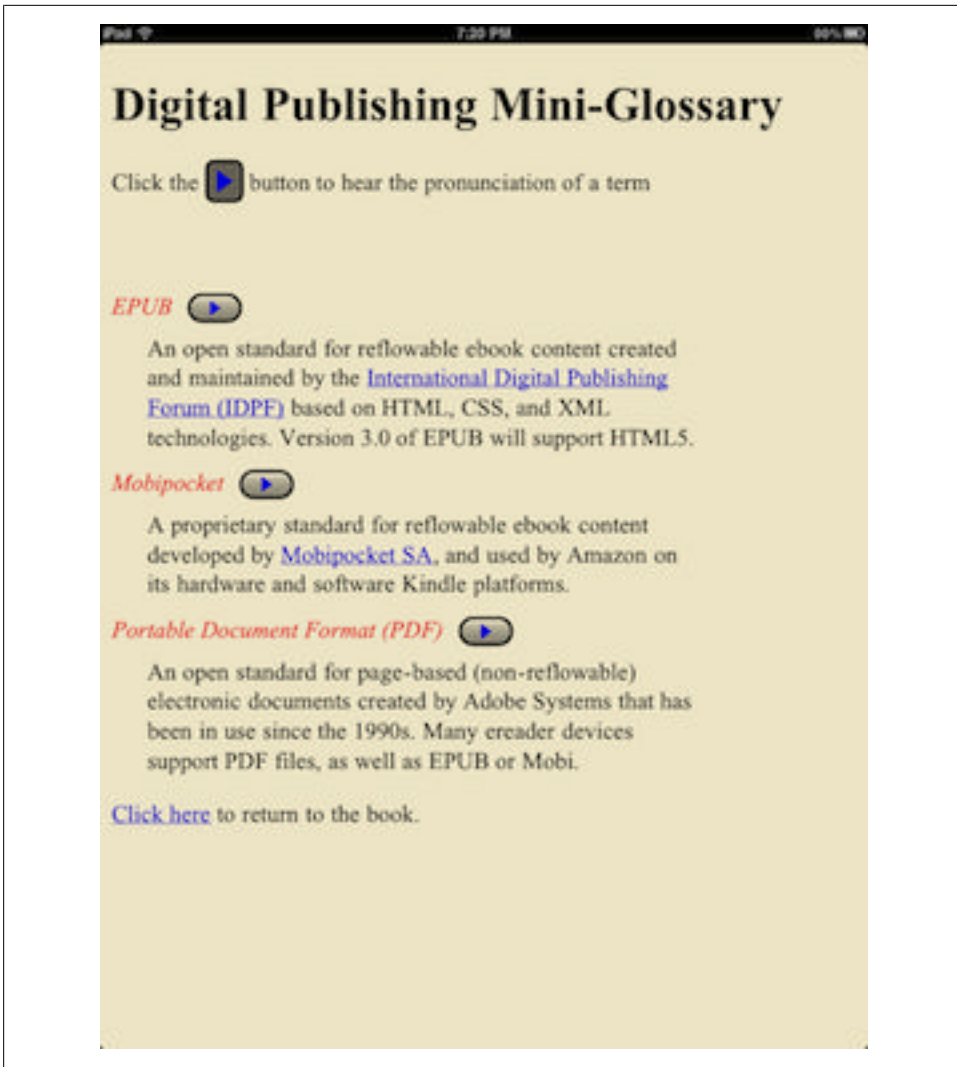 iPad 7:20 PM
Digital Publishing Mini-Glossary
Click the button to hear the pronunciation of a term
EPUB
An open standard for reflowable ebook content created
and maintained by the International Digital Publishing
Forum (IDPF) based on HTML, CSS, and XML
technologies. Version 3.0 of EPUB will support HTML5.
Mobipocket
A proprietary standard for reflowable ebook content
developed by Mobipocket SA, and used by Amazon on
its hardware and software Kindle platforms.
Portable Document Format (PDF)
An open standard for page-based (non-reflowable)
electronic documents created by Adobe Systems that has
been in use since the 1990s. Many ereader devices
support PDF files, as well as EPUB or Mobi.
Click here to return to the book.